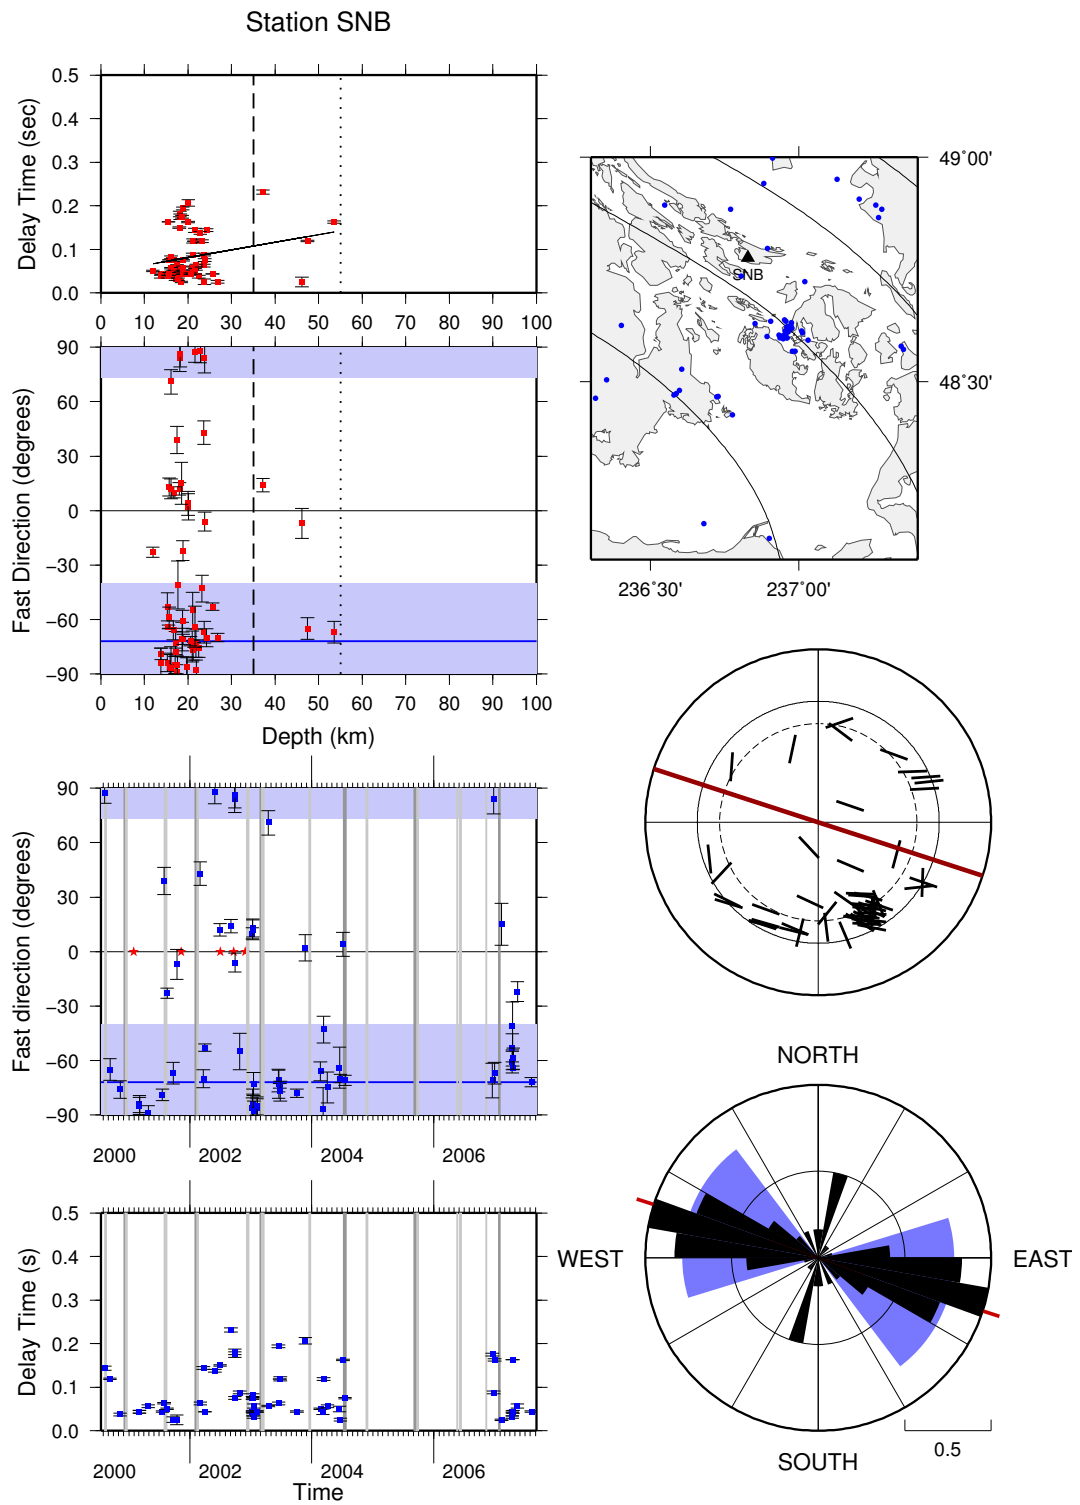 Station SNB
Delay Time (sec)
0.5
0.4
0.3
0.2
0.1
0.0
0 10 20 30 40 50 60 70 80 90 100
Fast Direction (degrees)
90
60
30
0
−30
−60
−90
0 10 20 30 40 50 60 70 80 90 100
Depth (km)
Fast direction (degrees)
90
60
30
0
−30
−60
−90
2000 2002 2004 2006
Delay Time (s)
0.5
0.4
0.3
0.2
0.1
0.0
2000 2002 2004 2006
Time
49˚00'
SNB
48˚30'
236˚30' 237˚00'
NORTH
WEST EAST
SOUTH
0.5